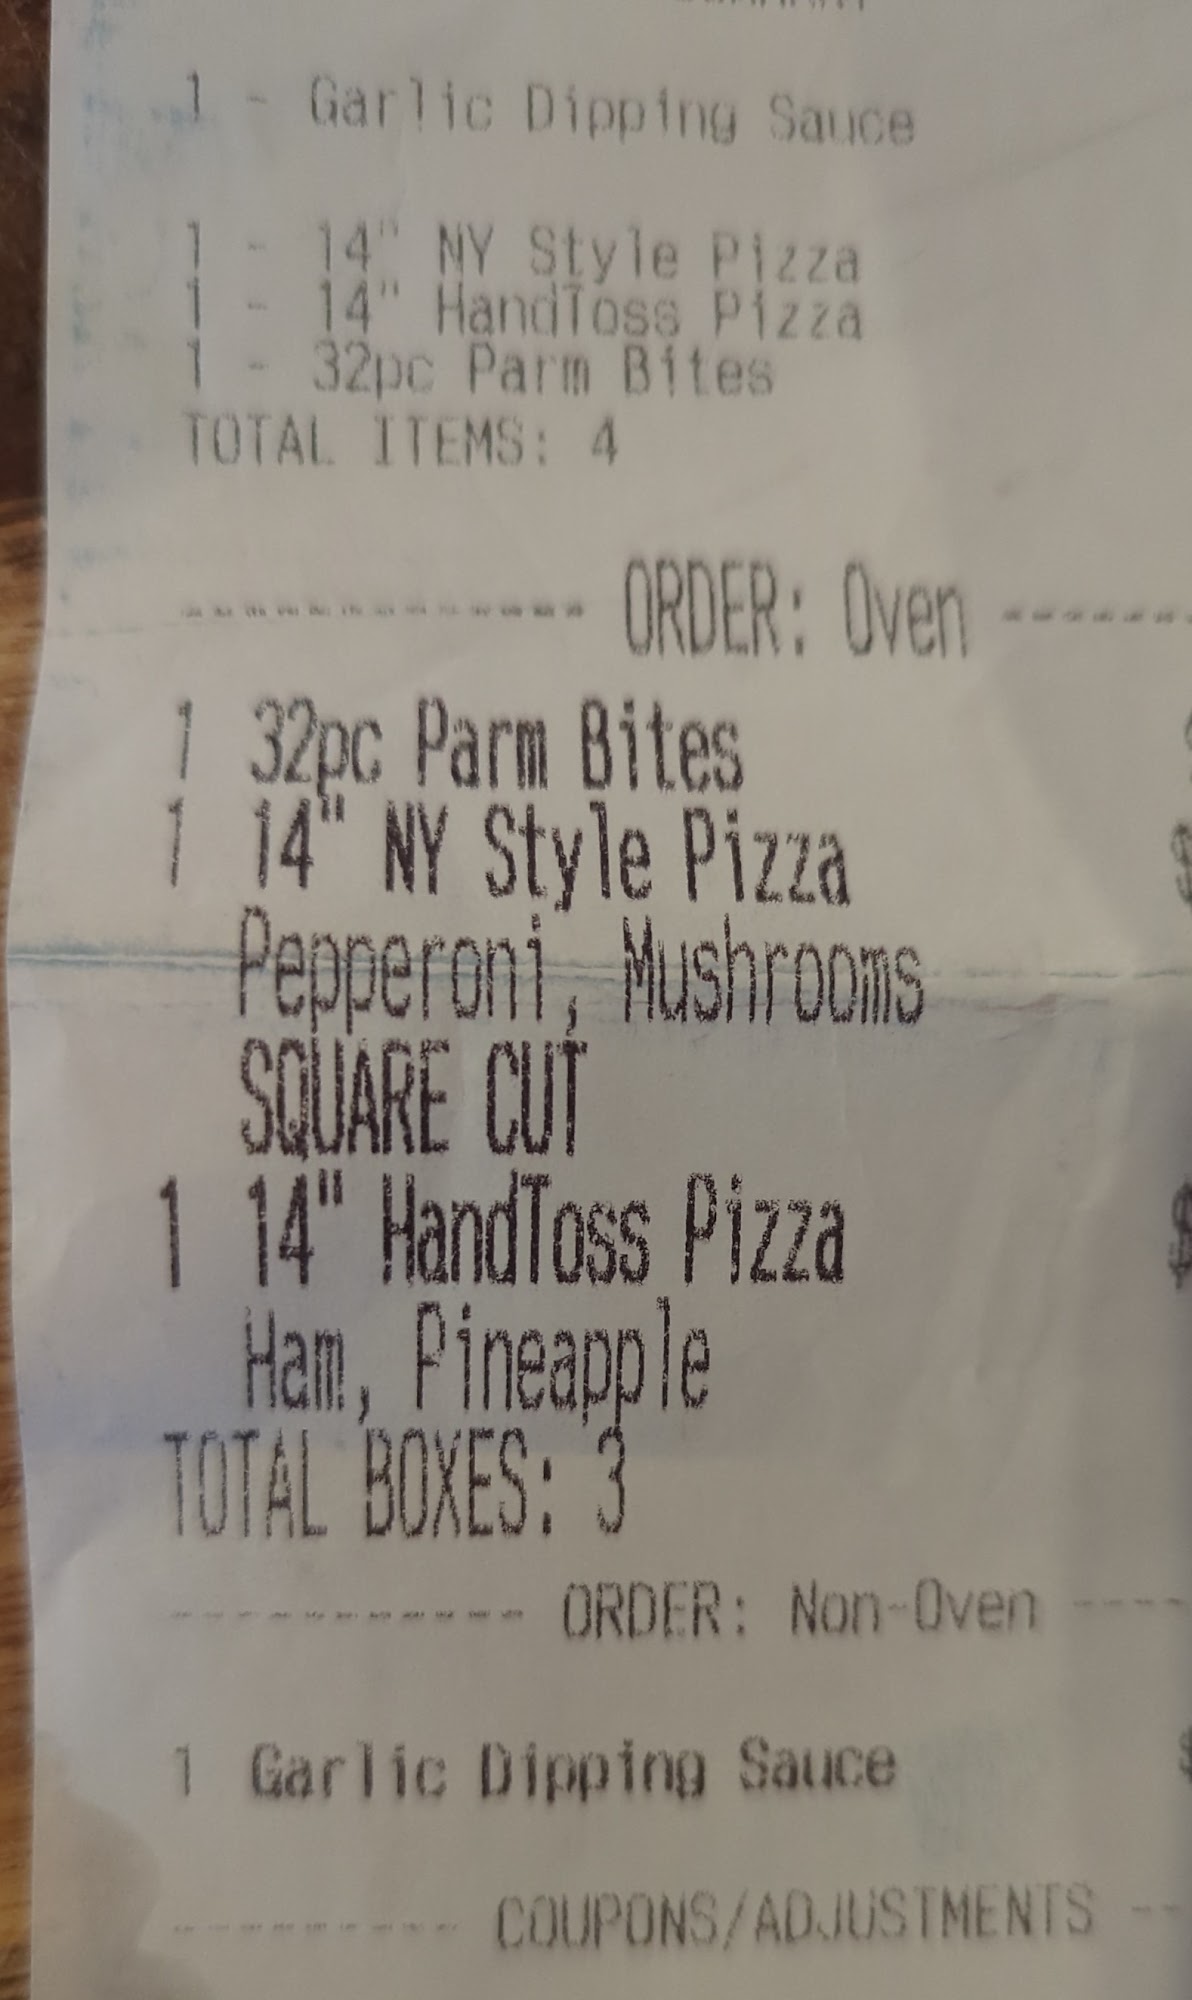 1 - Garlic Dipping Sauce
1 - 14" NY Style Pizza
1 - 14" HandToss Pizza
1 - 32pc Parm Bites
TOTAL ITEMS: 4
----------- ORDER: Oven ------
1 32pc Parm Bites
1 14" NY Style Pizza $
Pepperoni, Mushrooms
SQUARE CUT
1 14" HandToss Pizza $
Ham, Pineapple
TOTAL BOXES: 3
----------- ORDER: Non-Oven ----
1 Garlic Dipping Sauce $
--------- COUPONS/ADJUSTMENTS --